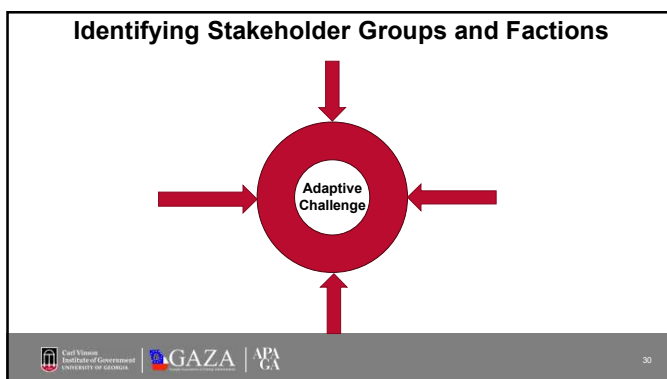 Identifying Stakeholder Groups and Factions
Adaptive
Challenge
Carl Vinson
Institute of Government
UNIVERSITY OF GEORGIA
GAZA
APA
GA
30